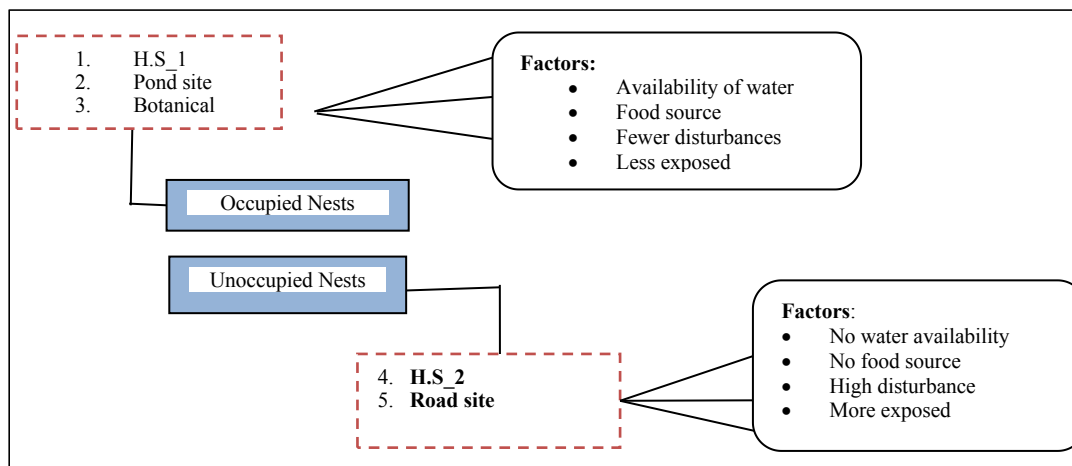 1. H.S_1
2. Pond site
3. Botanical
Factors:
• Availability of water
• Food source
• Fewer disturbances
• Less exposed
Occupied Nests
Unoccupied Nests
4. H.S_2
5. Road site
Factors:
• No water availability
• No food source
• High disturbance
• More exposed